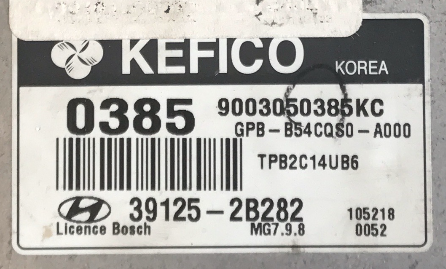 KEFICO KOREA
0385 9003050385KC
GPB-B54CQS0-A000
TPB2C14UB6
39125-2B282 105218
Licence Bosch MG7.9.8 0052